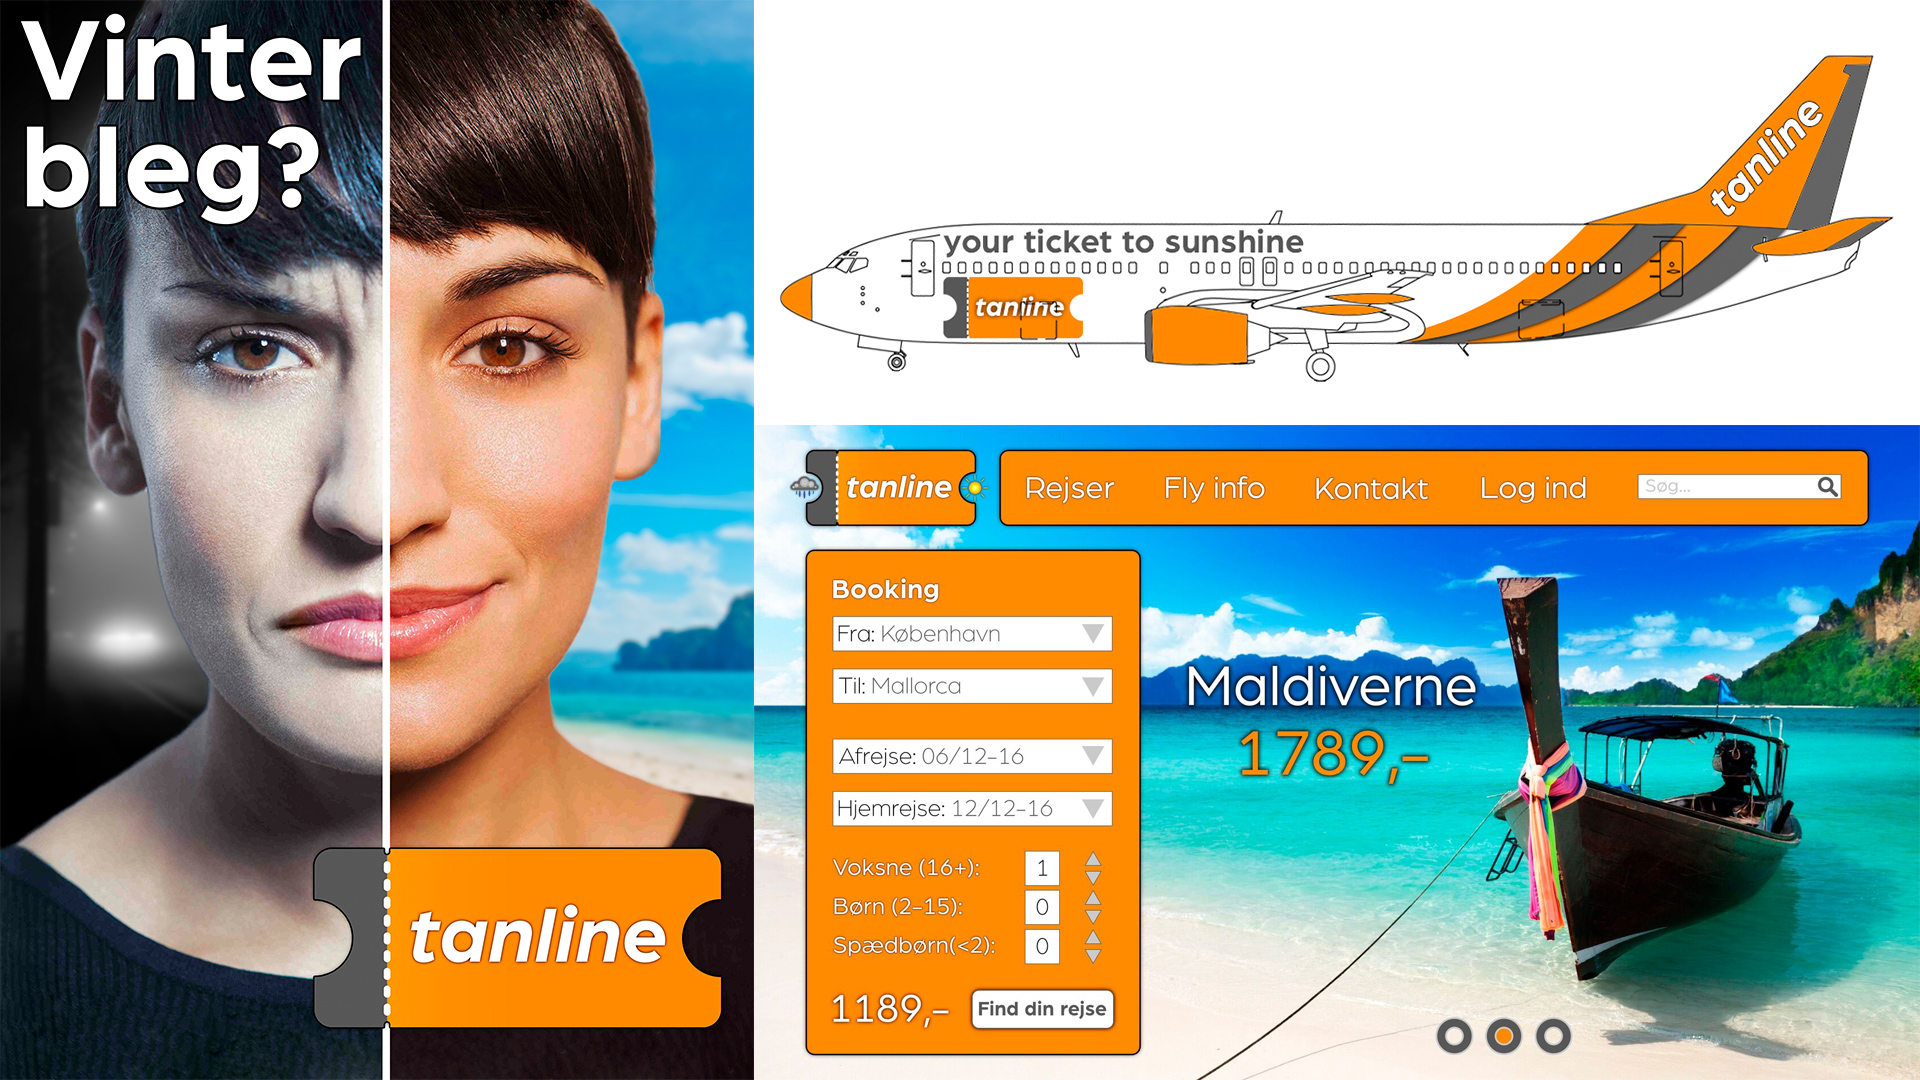 Vinter
bleg?
tanline
tanline
your ticket to sunshine
tanline
tanline
Rejser
Fly info
Kontakt
Log ind
Søg...
Booking
Fra: København
Til: Mallorca
Afrejse: 06/12-16
Hjemrejse: 12/12-16
Voksne (16+): 1
Børn (2-15): 0
Spædbørn(<2): 0
1189,-
Find din rejse
Maldiverne
1789,-